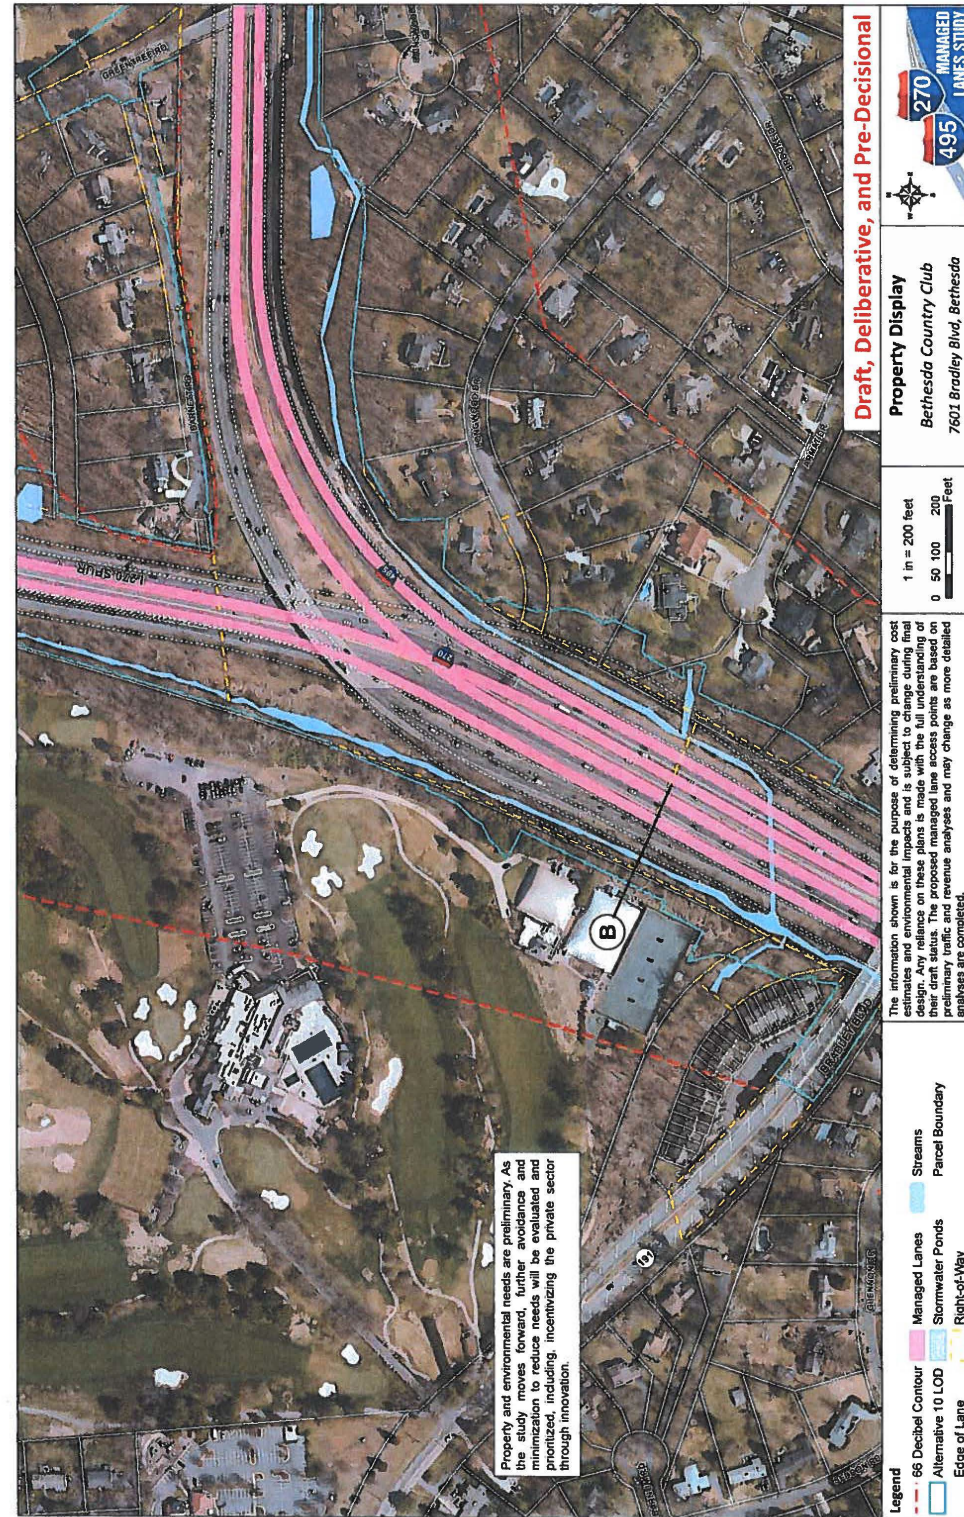 GREENTREE RD
I-270 SPUR
270
Property and environmental needs are preliminary. As
the study moves forward, further avoidance and
minimization to reduce needs will be evaluated and
prioritized, including, incentivizing the private sector
through innovation.
B
191
BRADLEY BLVD
Draft, Deliberative, and Pre-Decisional
Legend
66 Decibel Contour
Alternative 10 LOD
Edge of Lane
Managed Lanes
Stormwater Ponds
Right-of-Way
Streams
Parcel Boundary
The information shown is for the purpose of determining preliminary cost
estimates and environmental impacts and is subject to change during final
design. Any reliance on these plans is made with the full understanding of
their draft status. The proposed managed lane access points are based on
preliminary traffic and revenue analyses and may change as more detailed
analyses are completed.
1 in = 200 feet
0 50 100 200
Feet
Property Display
Bethesda Country Club
7601 Bradley Blvd, Bethesda
495 270
MANAGED
LANES STUDY